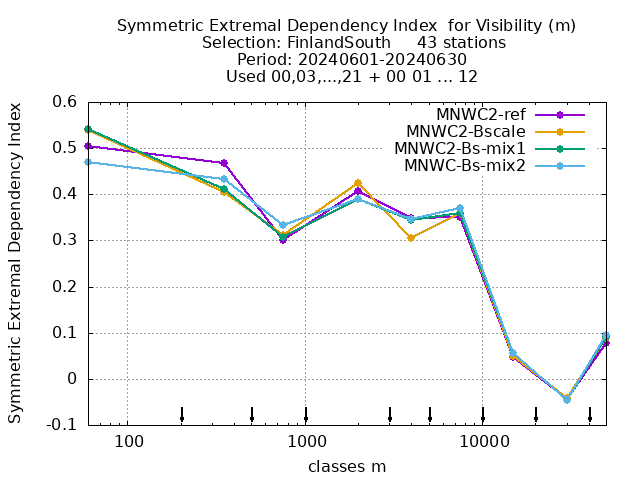 Symmetric Extremal Dependency Index  for Visibility (m)
Selection: FinlandSouth     43 stations
Period: 20240601-20240630
Used 00,03,...,21 + 00 01 ... 12
MNWC2-ref
MNWC2-Bscale
MNWC2-Bs-mix1
MNWC-Bs-mix2
Symmetric Extremal Dependency Index
0.6
0.5
0.4
0.3
0.2
0.1
0
-0.1
100
1000
10000
classes m